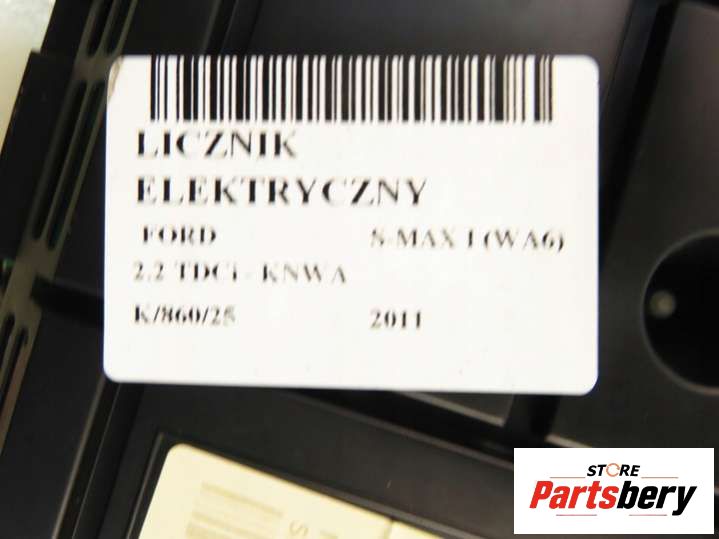 LICZNIK
ELEKTRYCZNY
FORD S-MAX I (WA6)
2.2 TDCi - KNWA
K/860/25 2011
STORE
Partsbery